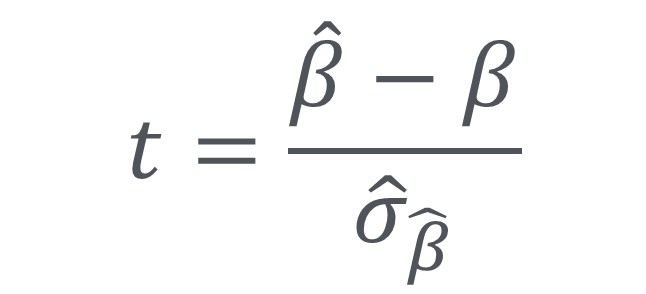 t = (β̂ − β) / σ̂_β̂